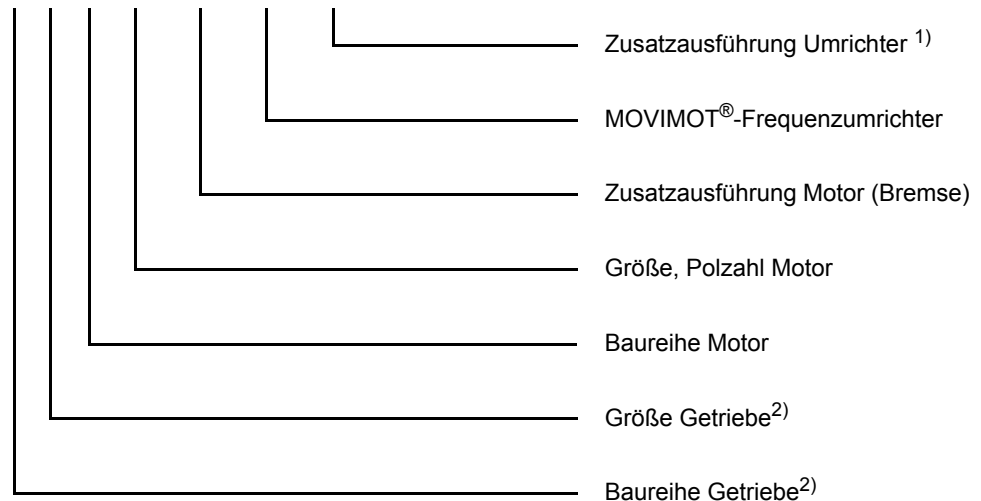 Zusatzausführung Umrichter 1)
MOVIMOT®-Frequenzumrichter
Zusatzausführung Motor (Bremse)
Größe, Polzahl Motor
Baureihe Motor
Größe Getriebe2)
Baureihe Getriebe2)